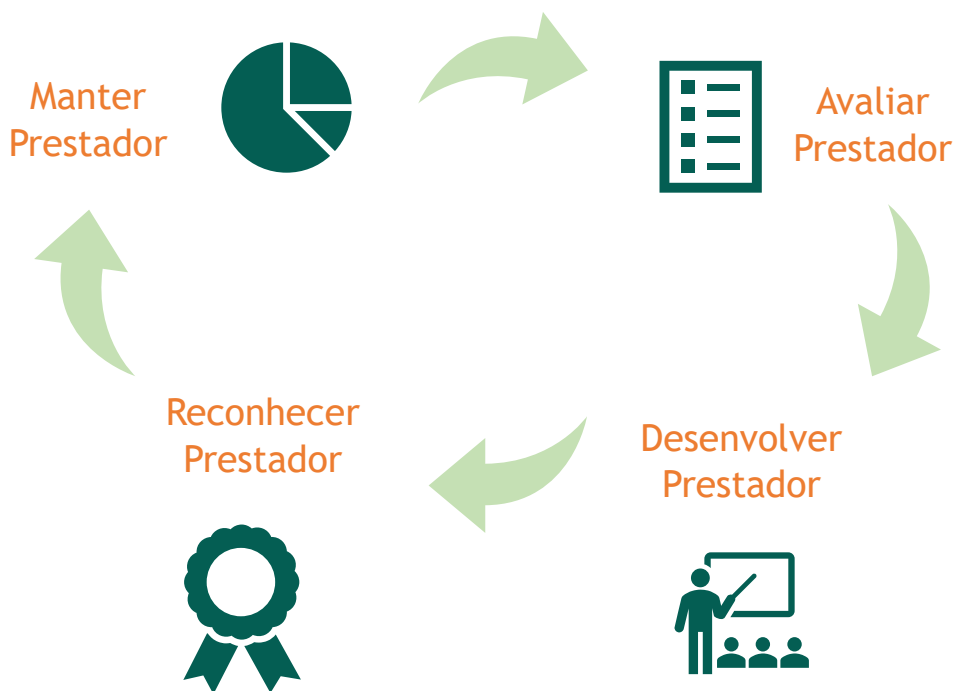 Manter
Prestador
Avaliar
Prestador
Desenvolver
Prestador
Reconhecer
Prestador